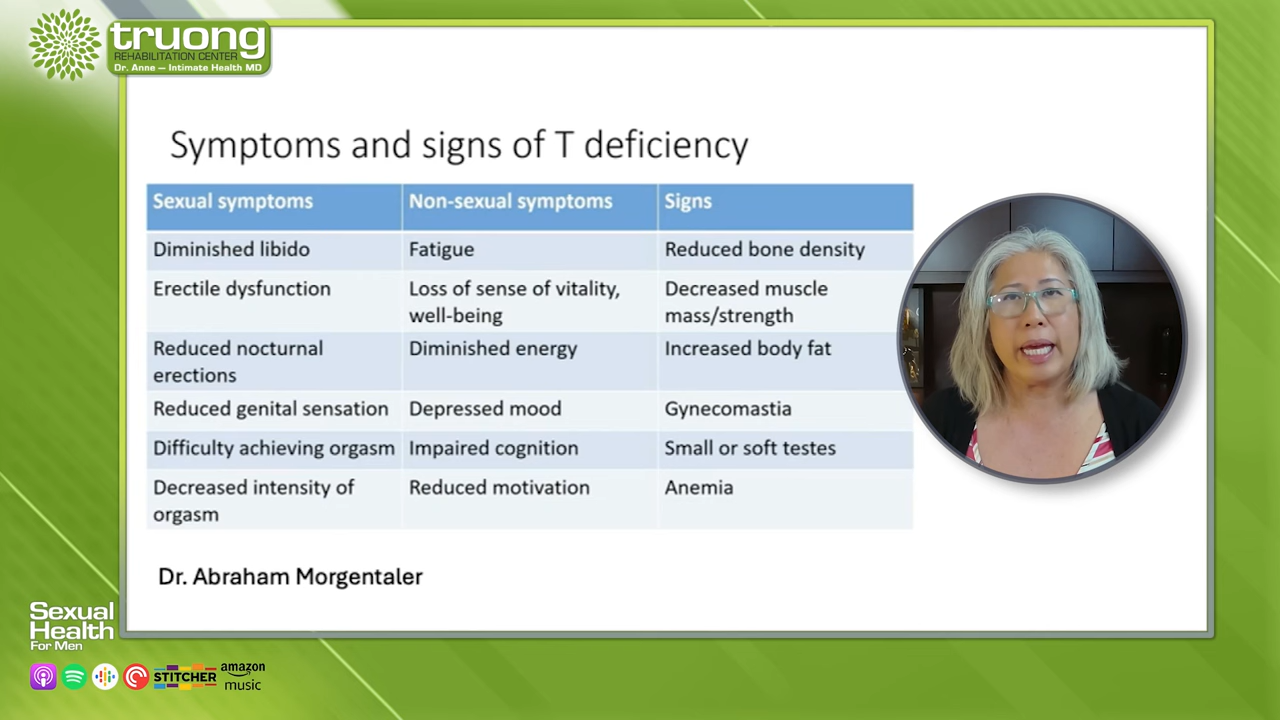 truong
REHABILITATION CENTER
Dr. Anne — Intimate Health MD
Symptoms and signs of T deficiency
Sexual symptoms Non-sexual symptoms Signs
Diminished libido Fatigue Reduced bone density
Erectile dysfunction Loss of sense of vitality, Decreased muscle
well-being mass/strength
Reduced nocturnal Diminished energy Increased body fat
erections
Reduced genital sensation Depressed mood Gynecomastia
Difficulty achieving orgasm Impaired cognition Small or soft testes
Decreased intensity of Reduced motivation Anemia
orgasm
Dr. Abraham Morgentaler
Sexual
Health
For Men
STITCHER
amazon
music